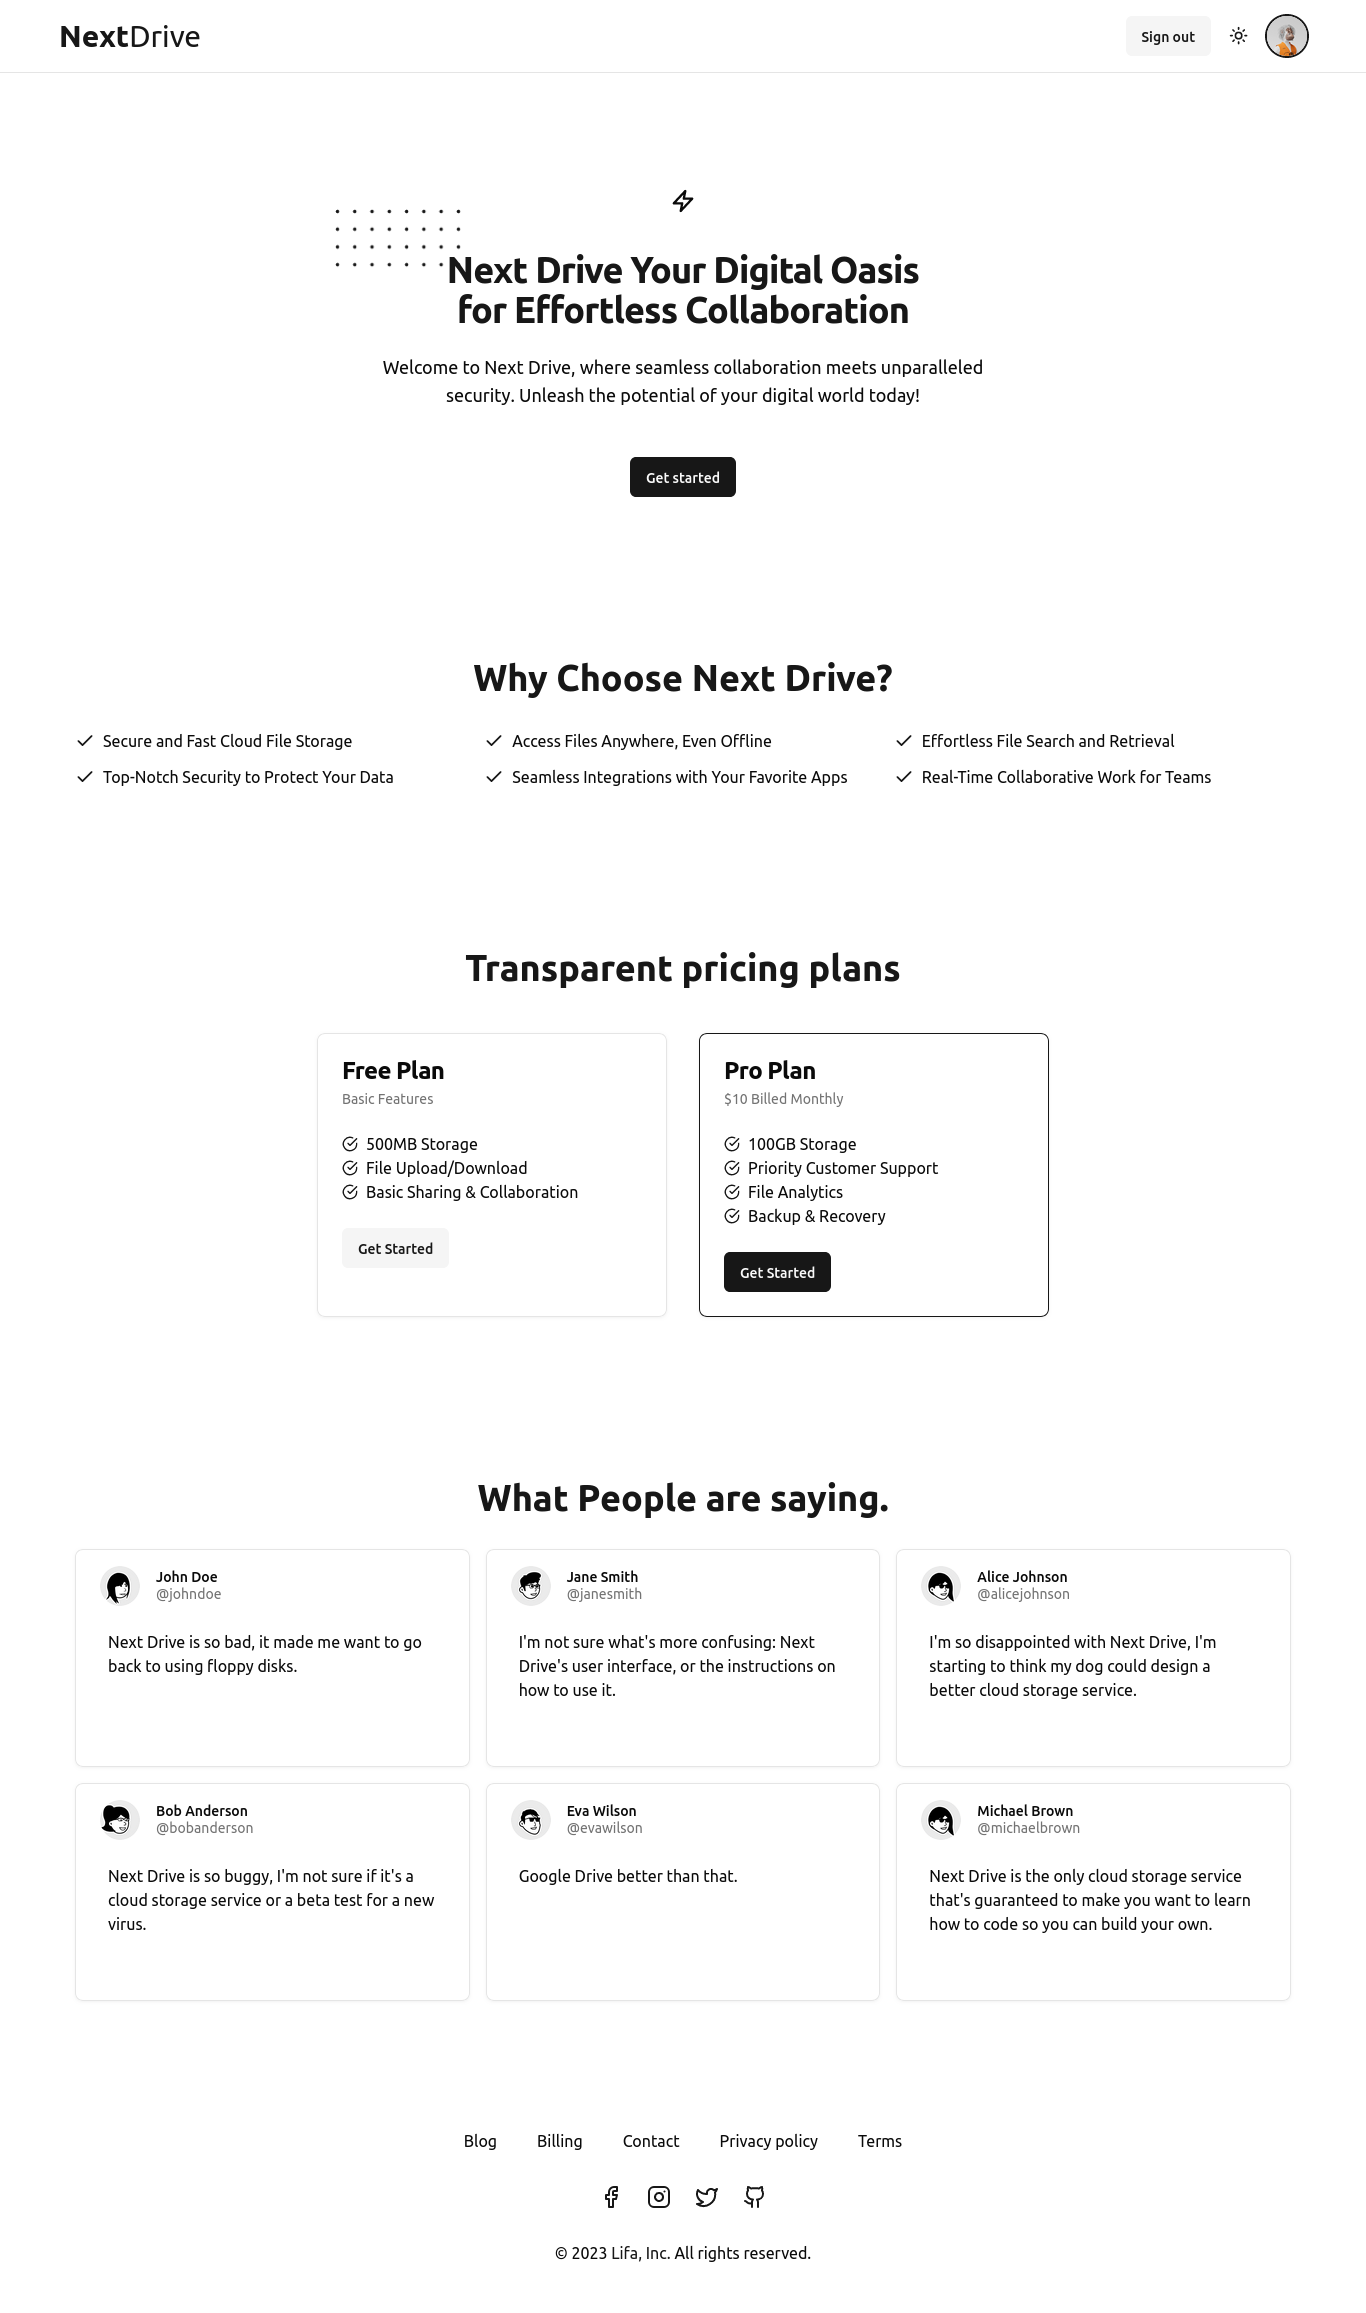 NextDrive
Sign out
Next Drive Your Digital Oasis
for Effortless Collaboration
Welcome to Next Drive, where seamless collaboration meets unparalleled
security. Unleash the potential of your digital world today!
Get started
Why Choose Next Drive?
Secure and Fast Cloud File Storage
Access Files Anywhere, Even Offline
Effortless File Search and Retrieval
Top-Notch Security to Protect Your Data
Seamless Integrations with Your Favorite Apps
Real-Time Collaborative Work for Teams
Transparent pricing plans
Free Plan
Basic Features
500MB Storage
File Upload/Download
Basic Sharing & Collaboration
Get Started
Pro Plan
$10 Billed Monthly
100GB Storage
Priority Customer Support
File Analytics
Backup & Recovery
Get Started
What People are saying.
John Doe
@johndoe
Next Drive is so bad, it made me want to go
back to using floppy disks.
Jane Smith
@janesmith
I'm not sure what's more confusing: Next
Drive's user interface, or the instructions on
how to use it.
Alice Johnson
@alicejohnson
I'm so disappointed with Next Drive, I'm
starting to think my dog could design a
better cloud storage service.
Bob Anderson
@bobanderson
Next Drive is so buggy, I'm not sure if it's a
cloud storage service or a beta test for a new
virus.
Eva Wilson
@evawilson
Google Drive better than that.
Michael Brown
@michaelbrown
Next Drive is the only cloud storage service
that's guaranteed to make you want to learn
how to code so you can build your own.
Blog
Billing
Contact
Privacy policy
Terms
© 2023 Lifa, Inc. All rights reserved.